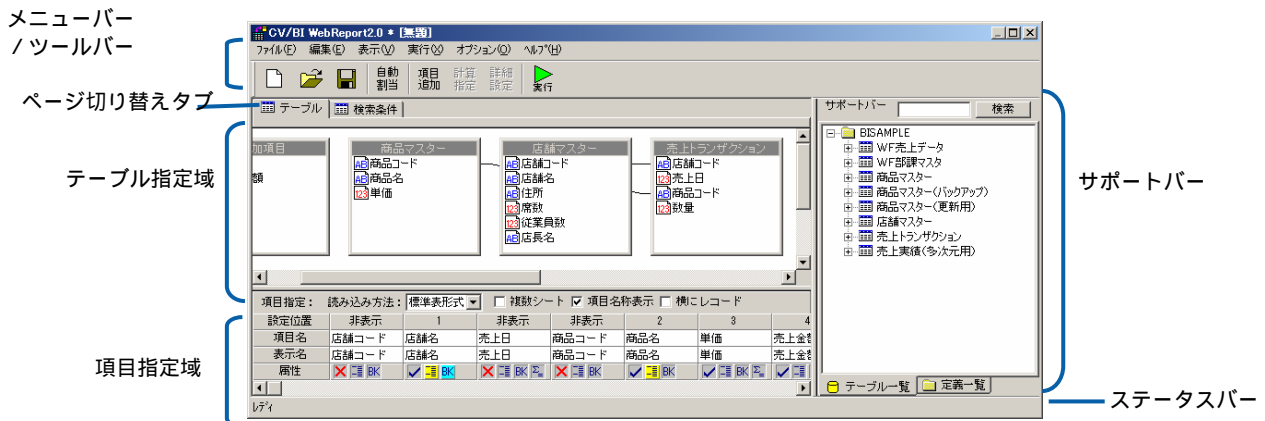 メニューバー
/ツールバー
ページ切り替えタブ
テーブル指定域
項目指定域
CV/BI WebReport2.0 * [無題]
ファイル(F) 編集(E) 表示(V) 実行(X) オプション(O) ヘルプ(H)
自動割当 項目追加 計算指定 詳細設定 実行
テーブル 検索条件
加項目
額
商品マスター
商品コード
商品名
単価
店舗マスター
店舗コード
店舗名
住所
席数
従業員数
店長名
売上トランザクション
店舗コード
売上日
商品コード
数量
項目指定: 読み込み方法: 標準表形式 複数シート 項目名称表示 横にレコード
設定位置 非表示 1 非表示 非表示 2 3 4
項目名 店舗コード 店舗名 売上日 商品コード 商品名 単価 売上金額
表示名 店舗コード 店舗名 売上日 商品コード 商品名 単価 売上金額
属性 BK BK BK Σ BK BK BK Σ
レディ
サポートバー 検索
BISAMPLE
WF売上データ
WF部課マスタ
商品マスター
商品マスター(バックアップ)
商品マスター(更新用)
店舗マスター
売上トランザクション
売上実績(多次元用)
テーブル一覧 定義一覧
サポートバー
ステータスバー